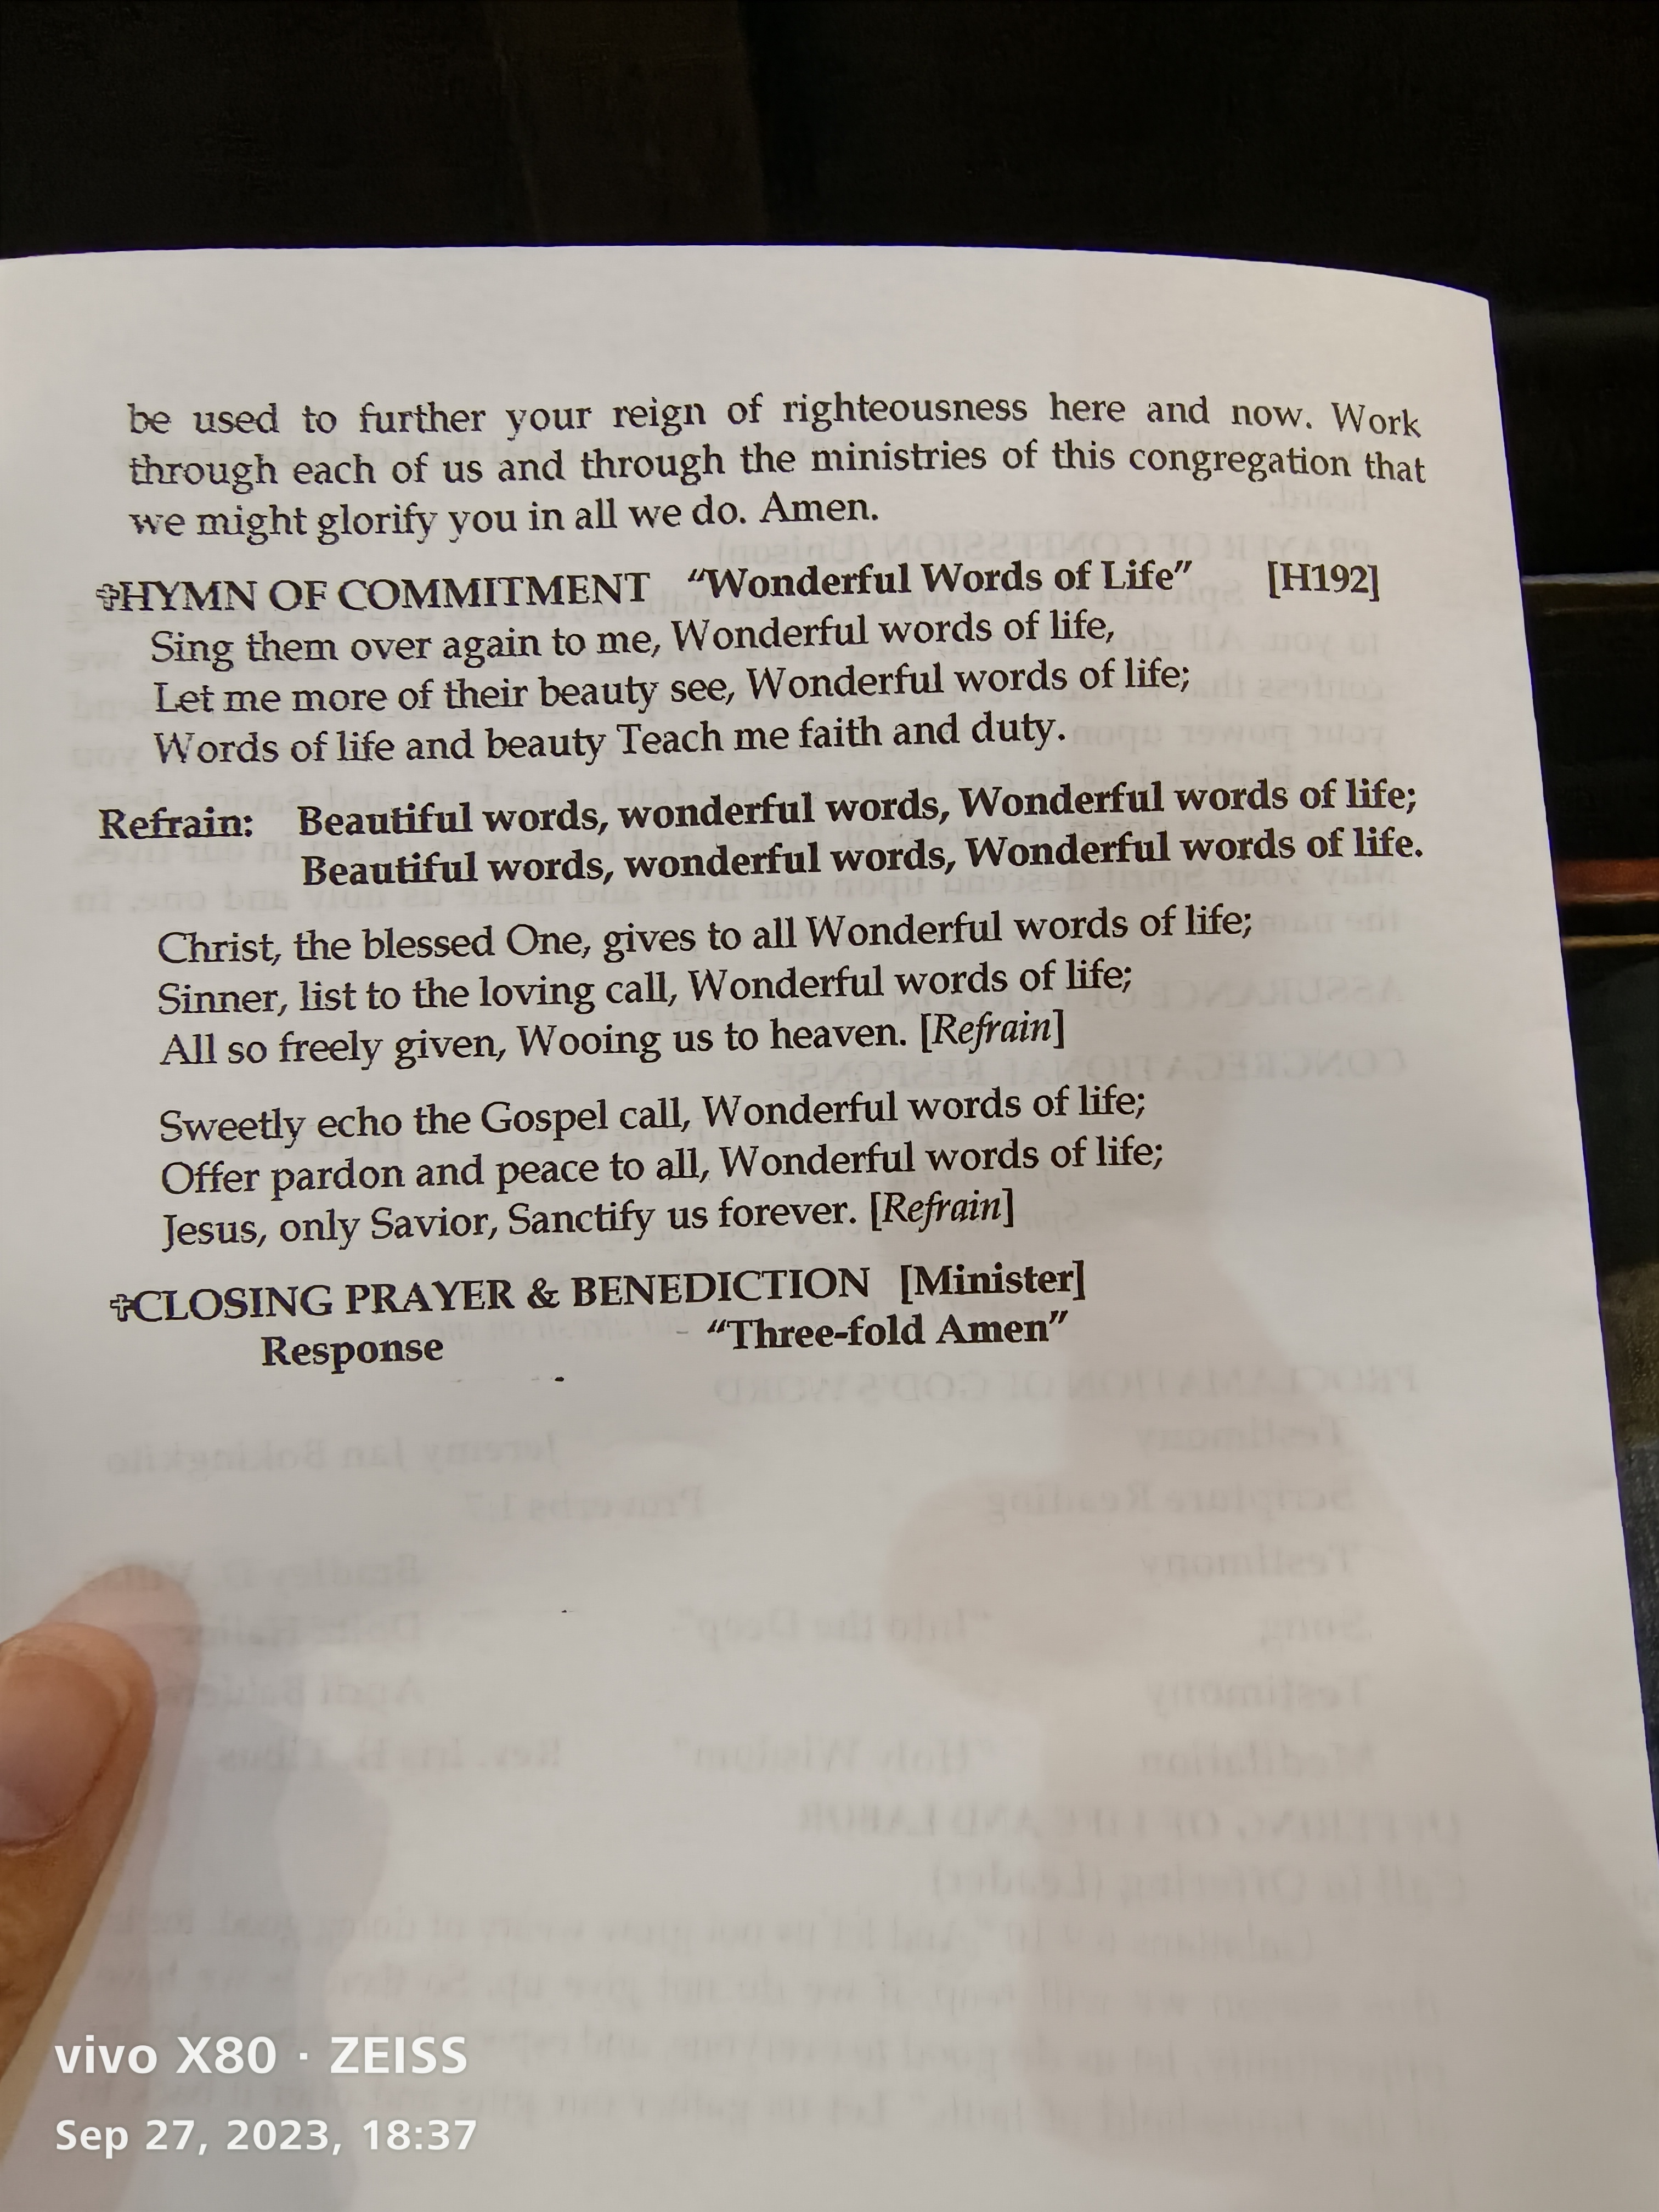 be used to further your reign of righteousness here and now. Work
through each of us and through the ministries of this congregation that
we might glorify you in all we do. Amen.
✞HYMN OF COMMITMENT “Wonderful Words of Life” [H192]
Sing them over again to me, Wonderful words of life,
Let me more of their beauty see, Wonderful words of life;
Words of life and beauty Teach me faith and duty.
Refrain: Beautiful words, wonderful words, Wonderful words of life;
Beautiful words, wonderful words, Wonderful words of life.
Christ, the blessed One, gives to all Wonderful words of life;
Sinner, list to the loving call, Wonderful words of life;
All so freely given, Wooing us to heaven. [Refrain]
Sweetly echo the Gospel call, Wonderful words of life;
Offer pardon and peace to all, Wonderful words of life;
Jesus, only Savior, Sanctify us forever. [Refrain]
✞CLOSING PRAYER & BENEDICTION [Minister]
Response “Three-fold Amen”
vivo X80 · ZEISS
Sep 27, 2023, 18:37